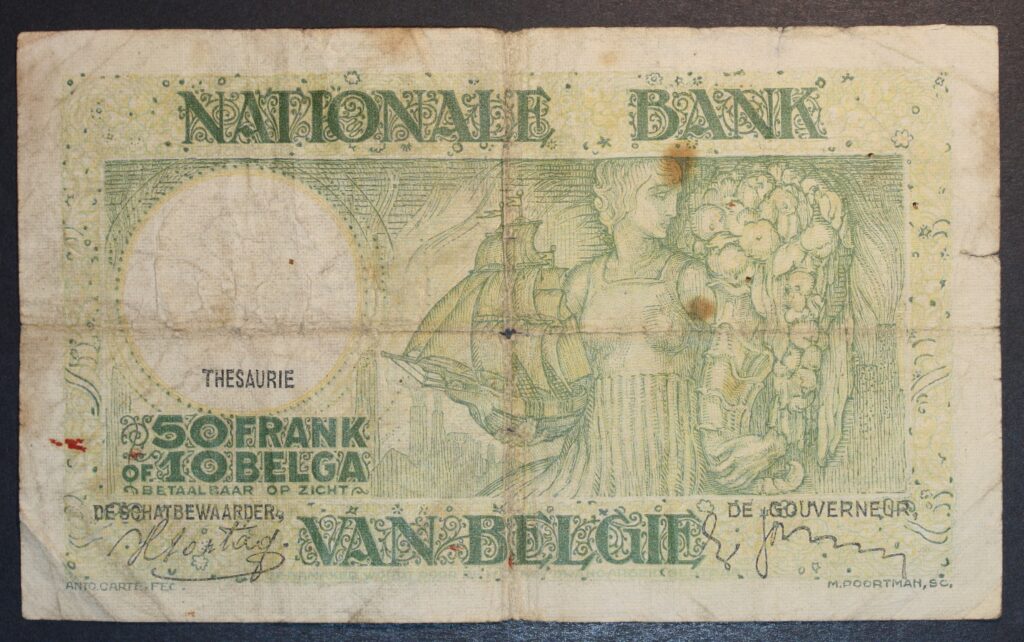 NATIONALE BANK
THESAURIE
50 FRANK
OF 10 BELGA
BETAALBAAR OP ZICHT
DE SCHATBEWAARDER, DE GOUVERNEUR,
VAN BELGIE
ANTO CARTE, FEC. M. POORTMAN, SC.